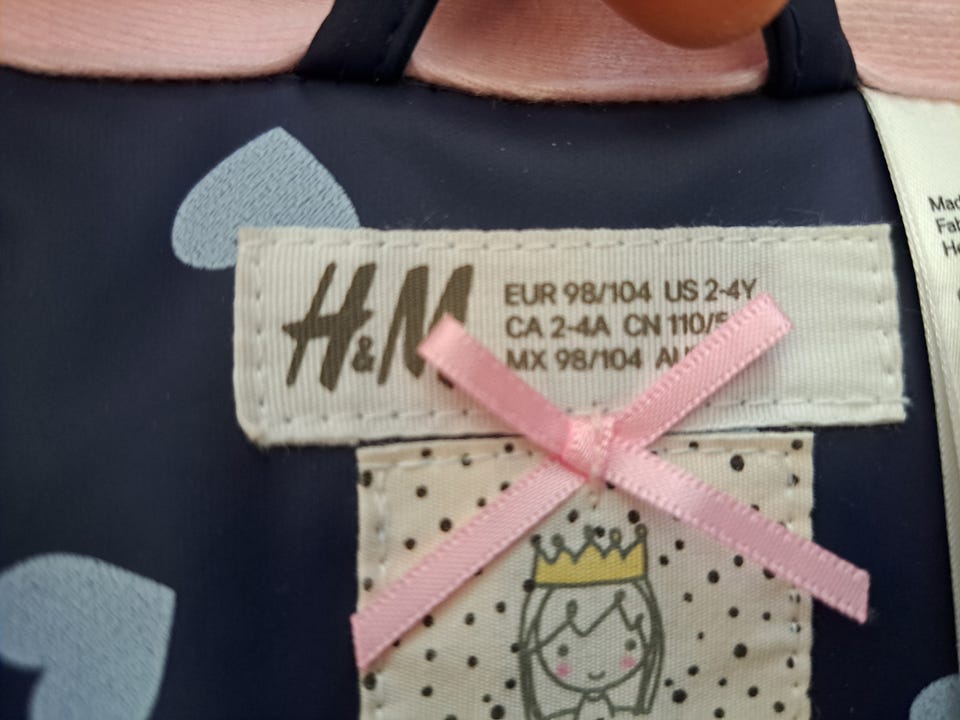 H&M
EUR 98/104 US 2-4Y
CA 2-4A CN 110/
MX 98/104